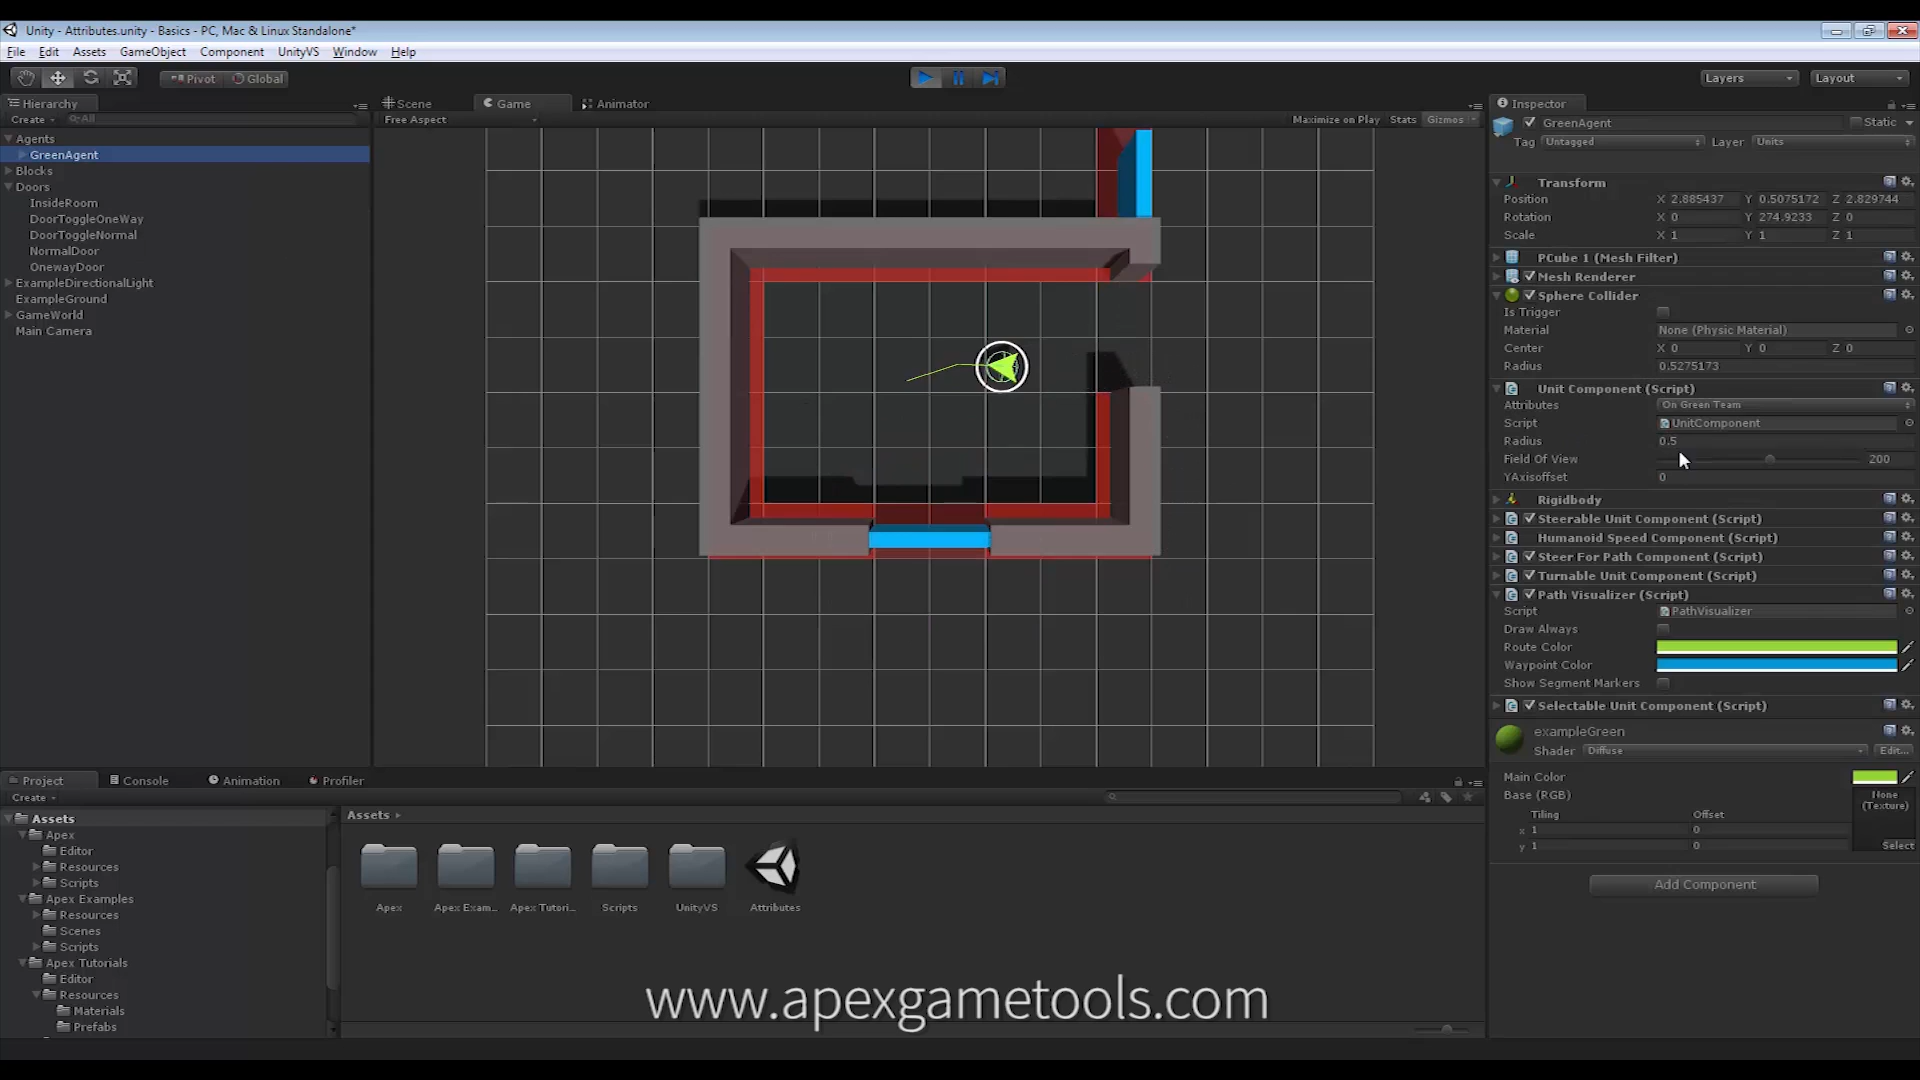 Unity - Attributes.unity - Basics - PC, Mac & Linux Standalone*
File Edit Assets GameObject Component UnityVS Window Help
Pivot Global
Layers Layout
Hierarchy
Create All
Agents
GreenAgent
Blocks
Doors
InsideRoom
DoorToggleOneWay
DoorToggleNormal
NormalDoor
OnewayDoor
ExampleDirectionalLight
ExampleGround
GameWorld
Main Camera
Scene Game Animator
Free Aspect
Maximize on Play Stats Gizmos
Inspector
GreenAgent Static
Tag Untagged Layer Units
Transform
Position X 2.885437 Y 0.5075172 Z 2.829744
Rotation X 0 Y 274.9233 Z 0
Scale X 1 Y 1 Z 1
PCube 1 (Mesh Filter)
Mesh Renderer
Sphere Collider
Is Trigger
Material None (Physic Material)
Center X 0 Y 0 Z 0
Radius 0.5275173
Unit Component (Script)
Attributes On Green Team
Script UnitComponent
Radius 0.5
Field Of View 200
YAxisoffset 0
Rigidbody
Steerable Unit Component (Script)
Humanoid Speed Component (Script)
Steer For Path Component (Script)
Turnable Unit Component (Script)
Path Visualizer (Script)
Script PathVisualizer
Draw Always
Route Color
Waypoint Color
Show Segment Markers
Selectable Unit Component (Script)
exampleGreen
Shader Diffuse Edit...
Main Color
Base (RGB)
None
(Texture)
Tiling Offset
x 1 0
y 1 0
Select
Add Component
Project Console Animation Profiler
Create
Assets
Apex
Editor
Resources
Scripts
Apex Examples
Resources
Scenes
Scripts
Apex Tutorials
Editor
Resources
Materials
Prefabs
Assets
Apex Apex Exam... Apex Tutori... Scripts UnityVS Attributes
www.apexgametools.com